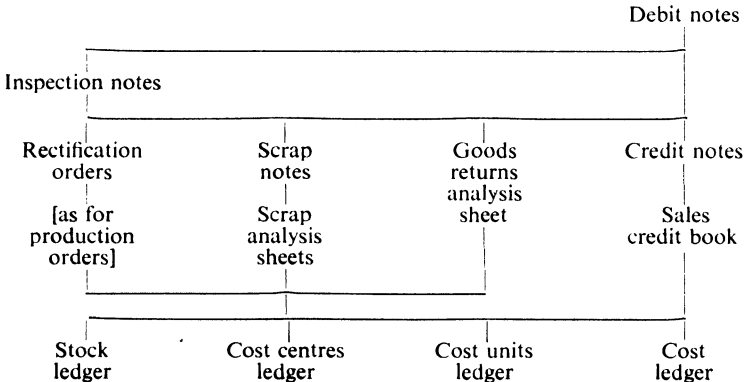 Debit notes
Inspection notes
Rectification
orders
[as for
production
orders]
Scrap
notes
Scrap
analysis
sheets
Goods
returns
analysis
sheet
Credit notes
Sales
credit book
Stock
ledger
Cost centres
ledger
Cost units
ledger
Cost
ledger